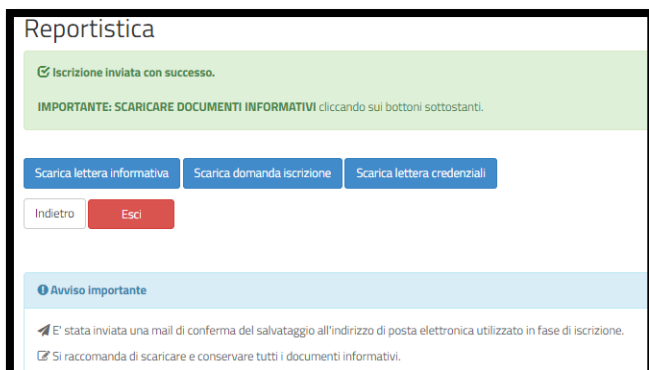 Reportistica
Iscrizione inviata con successo.
IMPORTANTE: SCARICARE DOCUMENTI INFORMATIVI cliccando sui bottoni sottostanti.
Scarica lettera informativa Scarica domanda iscrizione Scarica lettera credenziali
Indietro Esci
Avviso importante
E' stata inviata una mail di conferma del salvataggio all'indirizzo di posta elettronica utilizzato in fase di iscrizione.
Si raccomanda di scaricare e conservare tutti i documenti informativi.